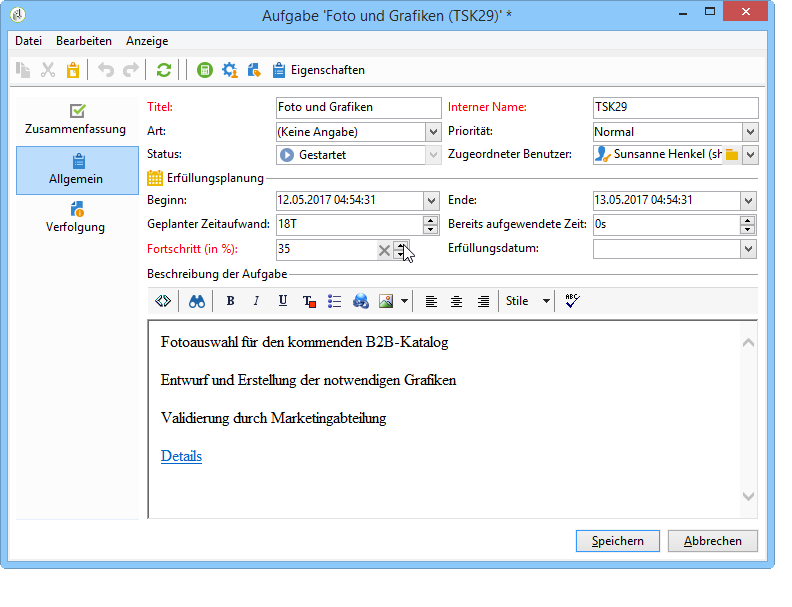 Aufgabe 'Foto und Grafiken (TSK29)' *
Datei Bearbeiten Anzeige
Eigenschaften
Zusammenfassung
Allgemein
Verfolgung
Titel: Foto und Grafiken Interner Name: TSK29
Art: (Keine Angabe) Priorität: Normal
Status: Gestartet Zugeordneter Benutzer: Sunsanne Henkel (sh
Erfüllungsplanung
Beginn: 12.05.2017 04:54:31 Ende: 13.05.2017 04:54:31
Geplanter Zeitaufwand: 18T Bereits aufgewendete Zeit: 0s
Fortschritt (in %): 35 Erfüllungsdatum:
Beschreibung der Aufgabe
B I U T Stile ABC
Fotoauswahl für den kommenden B2B-Katalog
Entwurf und Erstellung der notwendigen Grafiken
Validierung durch Marketingabteilung
Details
Speichern Abbrechen